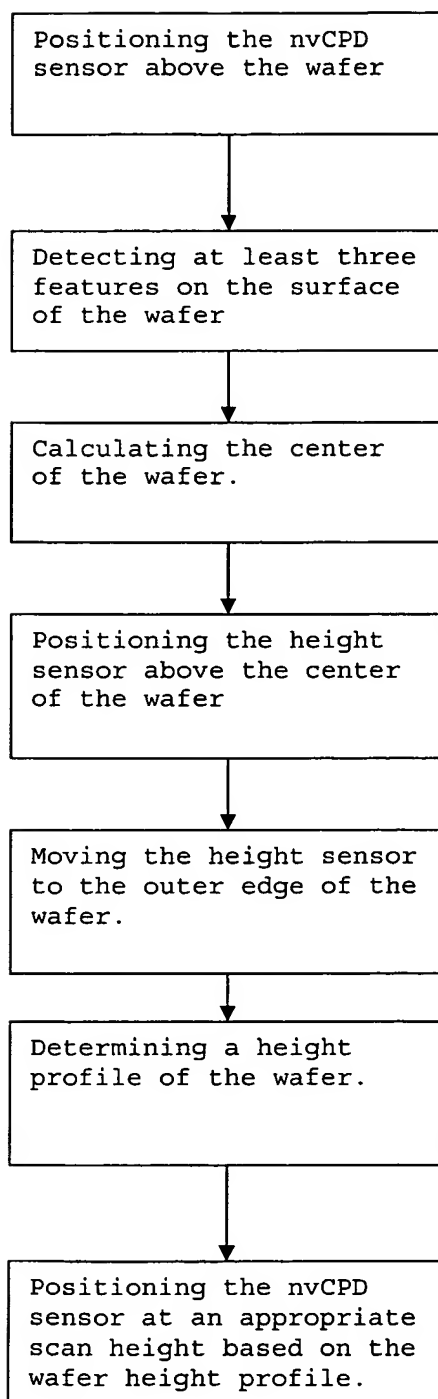 Positioning the nvCPD
sensor above the wafer
Detecting at least three
features on the surface
of the wafer
Calculating the center
of the wafer.
Positioning the height
sensor above the center
of the wafer
Moving the height sensor
to the outer edge of the
wafer.
Determining a height
profile of the wafer.
Positioning the nvCPD
sensor at an appropriate
scan height based on the
wafer height profile.